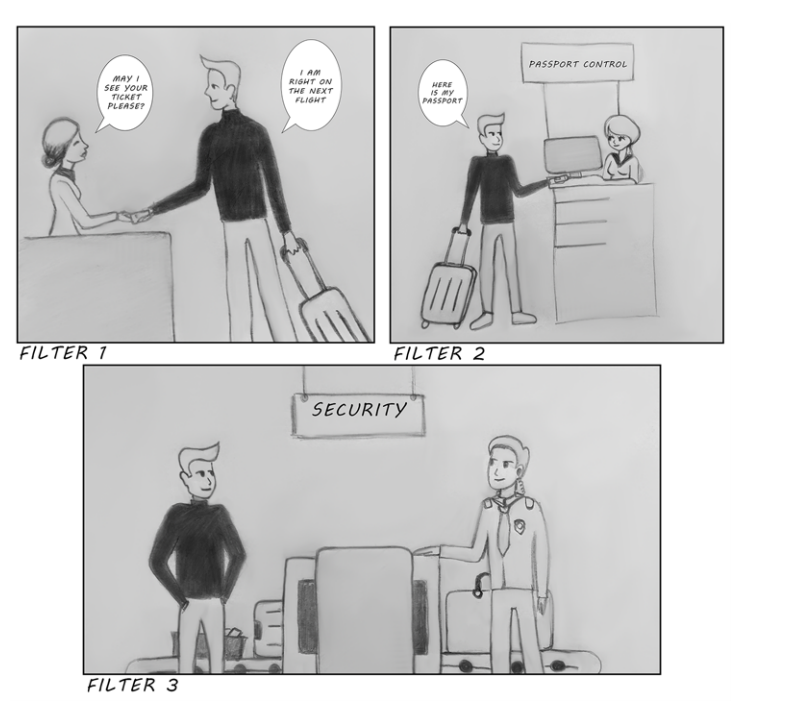 MAY I
SEE YOUR
TICKET
PLEASE?
I AM
RIGHT ON
THE NEXT
FLIGHT
FILTER 1
PASSPORT CONTROL
HERE
IS MY
PASSPORT
FILTER 2
SECURITY
FILTER 3